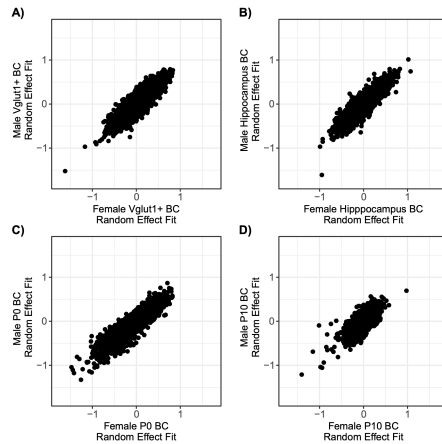 A)
Male Vglut1+ BC
Random Effect Fit
1
0
−1
−1
0
1
Female Vglut1+ BC
Random Effect Fit
B)
Male Hippocampus BC
Random Effect Fit
1
0
−1
−1
0
1
Female Hipppocampus BC
Random Effect Fit
C)
Male P0 BC
Random Effect Fit
1
0
−1
−1
0
1
Female P0 BC
Random Effect Fit
D)
Male P10 BC
Random Effect Fit
1
0
−1
−1
0
1
Female P10 BC
Random Effect Fit